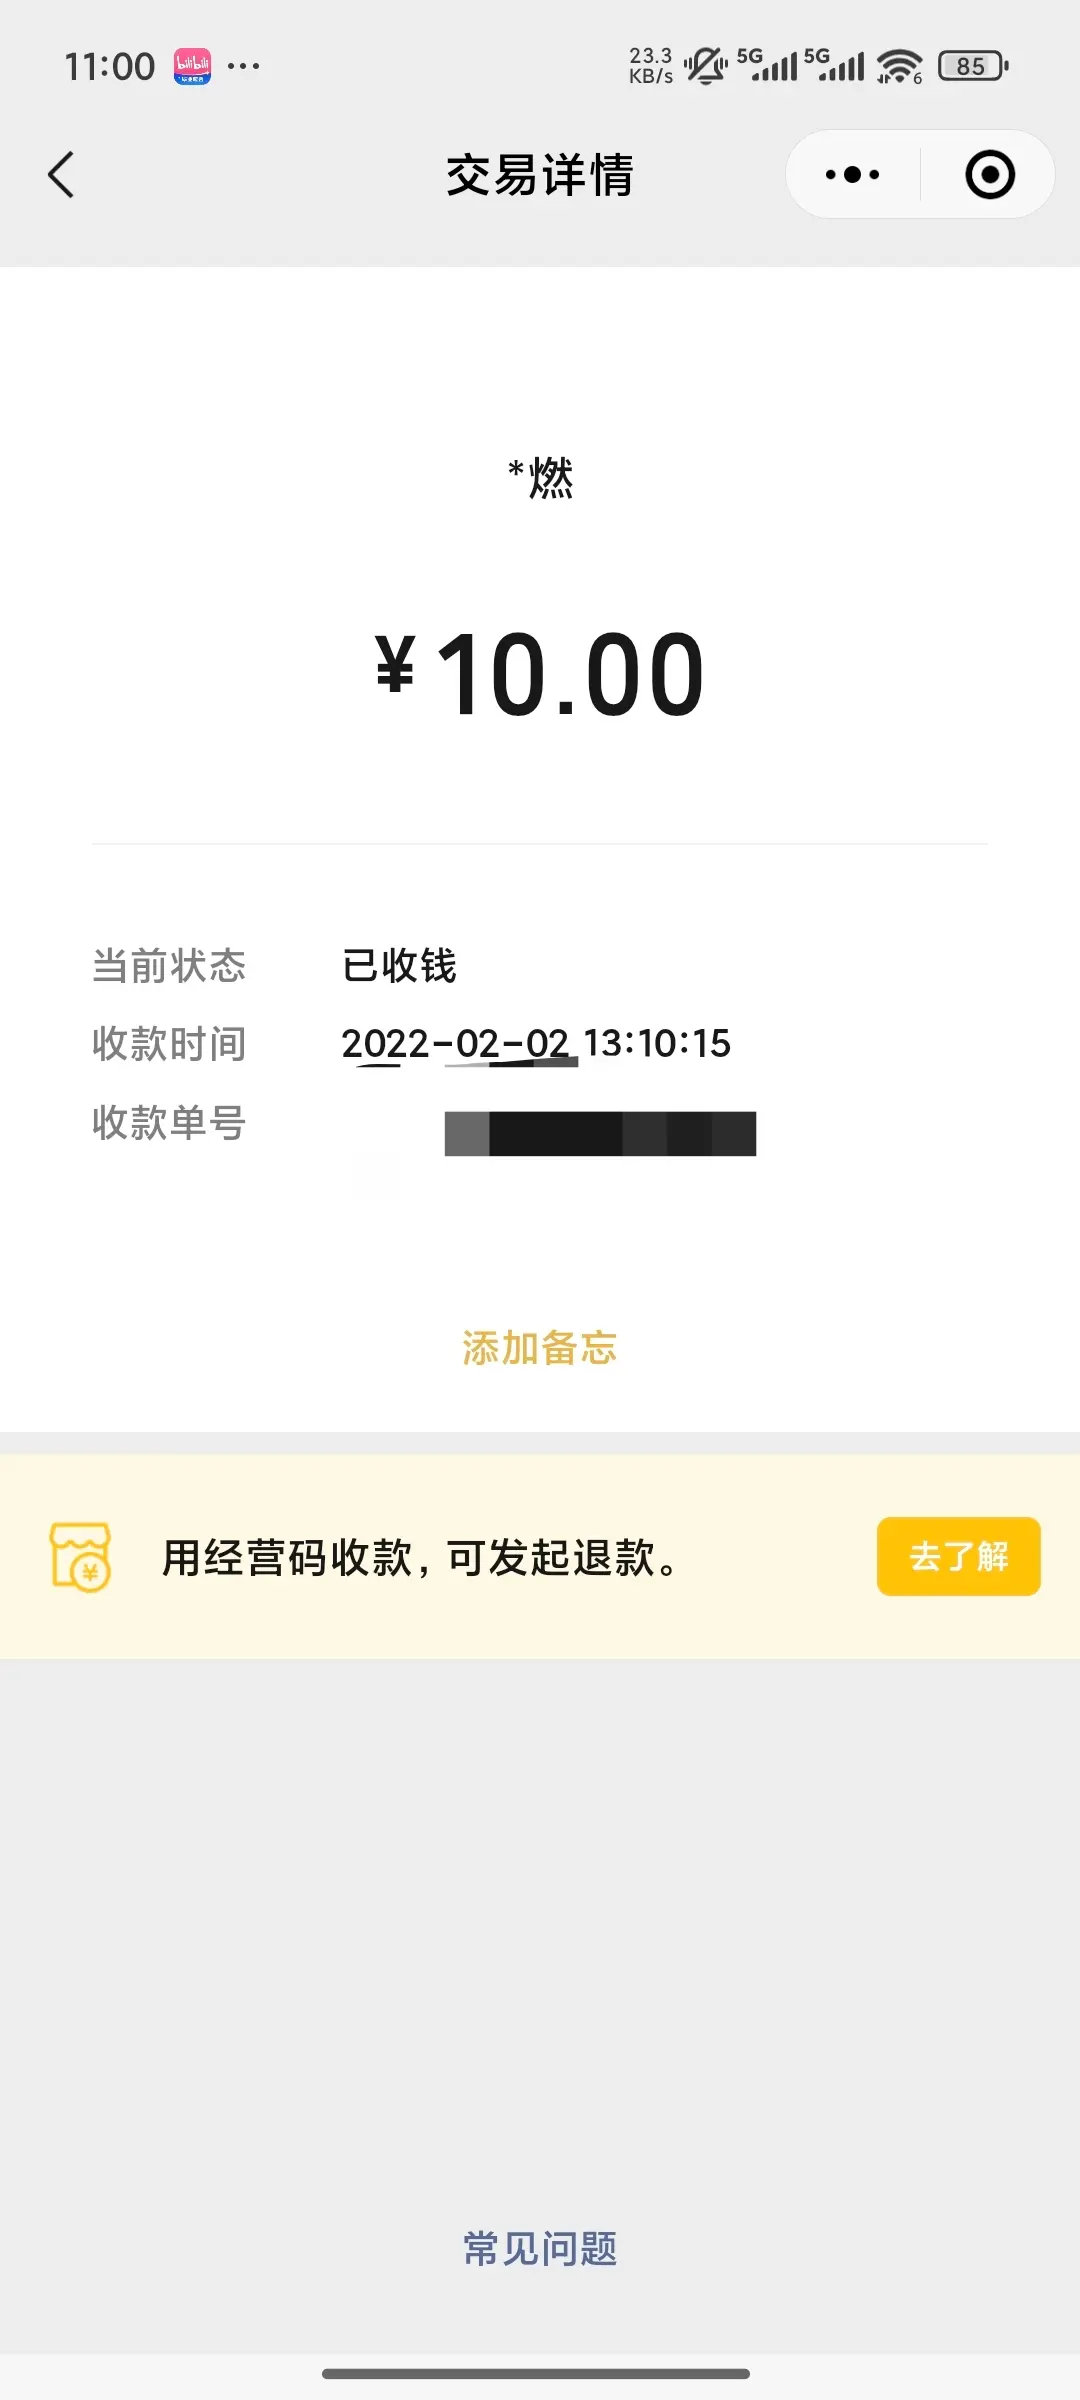 11:00 bilibili ··· 23.3 KB/s 5G 5G 6 85
交易详情
*燃
¥10.00
当前状态 已收钱
收款时间 2022-02-02 13:10:15
收款单号
添加备忘
用经营码收款，可发起退款。 去了解
常见问题